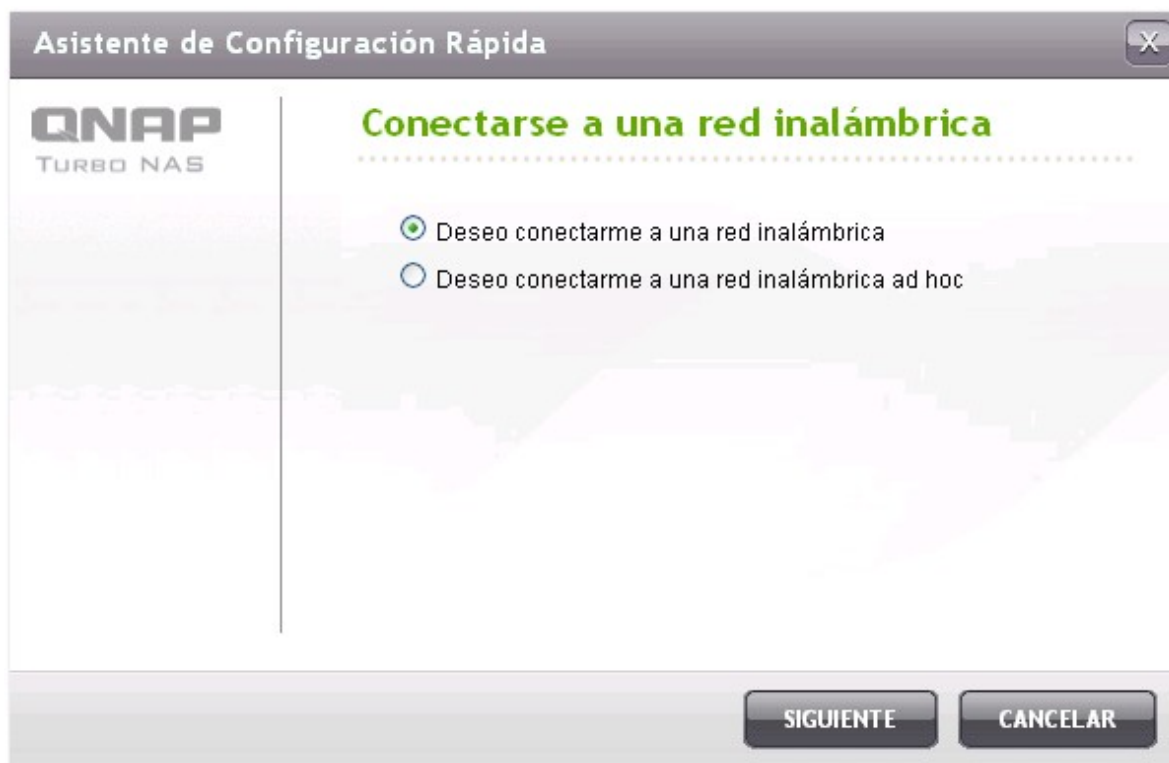 Asistente de Configuración Rápida
X
QNAP
TURBO NAS
Conectarse a una red inalámbrica
Deseo conectarme a una red inalámbrica
Deseo conectarme a una red inalámbrica ad hoc
SIGUIENTE
CANCELAR